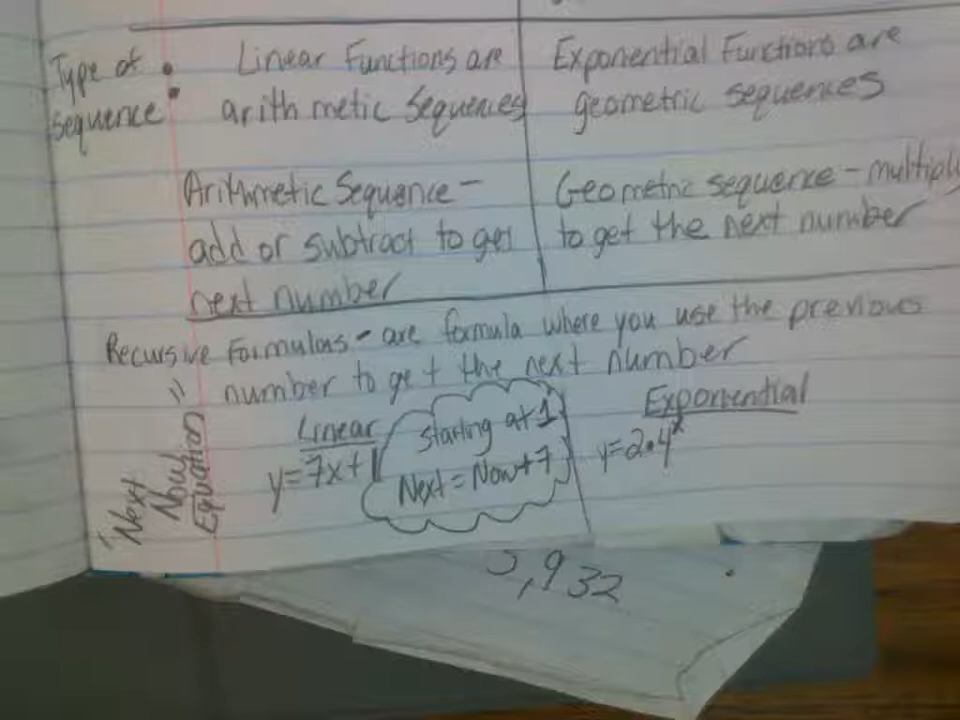 Type of
sequence:
Linear Functions are
arithmetic Sequences
Exponential Functions are
geometric sequences
Arithmetic Sequence -
add or subtract to get
next number
Geometric sequence - multiply
to get the next number
Recursive Formulas - are formula where you use the previous
number to get the next number
"Next
Now"
Equation
Linear
y=7x+1
Starting at 1
Next = Now + 7
Exponential
y=2•4ˣ
,932